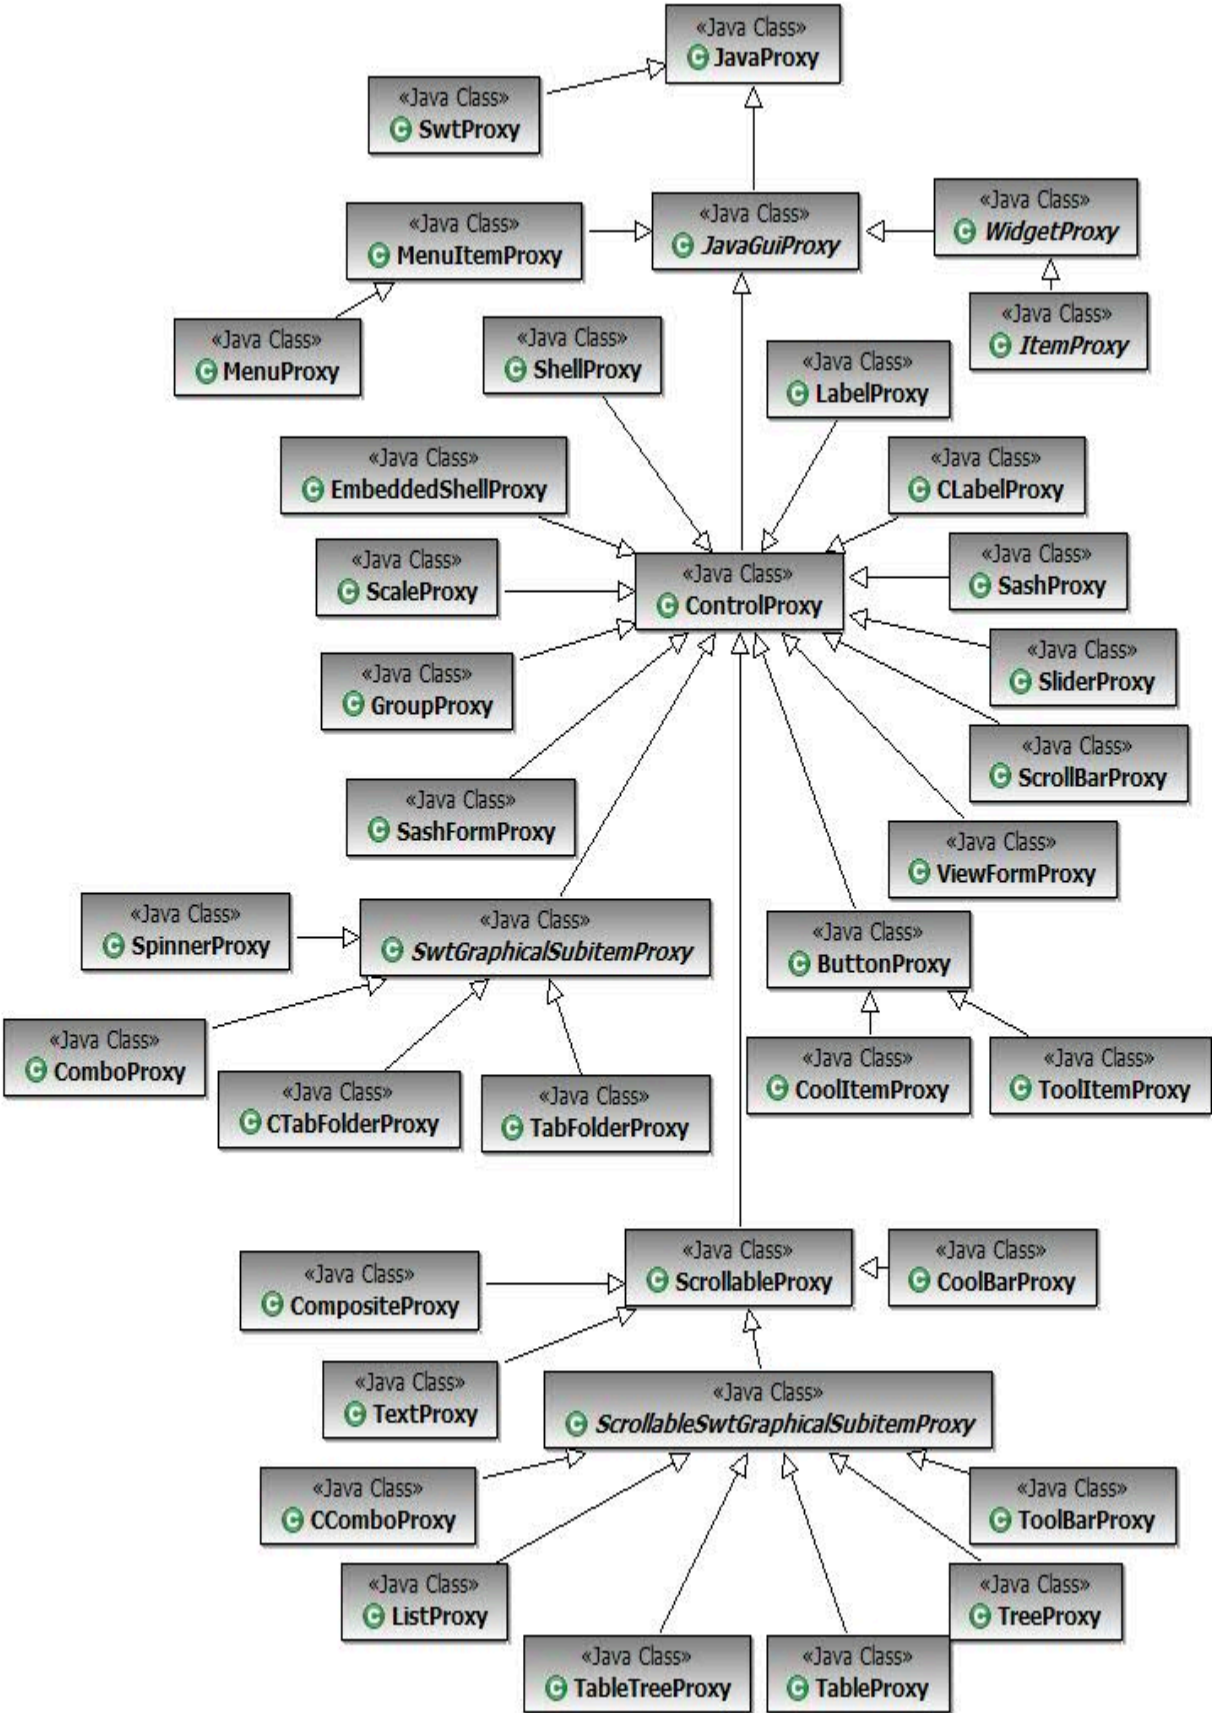 «Java Class»
C JavaProxy
«Java Class»
C SwtProxy
«Java Class»
C MenuItemProxy
«Java Class»
C JavaGuiProxy
«Java Class»
C WidgetProxy
«Java Class»
C ItemProxy
«Java Class»
C MenuProxy
«Java Class»
C ShellProxy
«Java Class»
C LabelProxy
«Java Class»
C EmbeddedShellProxy
«Java Class»
C CLabelProxy
«Java Class»
C ScaleProxy
«Java Class»
C ControlProxy
«Java Class»
C SashProxy
«Java Class»
C GroupProxy
«Java Class»
C SliderProxy
«Java Class»
C ScrollBarProxy
«Java Class»
C SashFormProxy
«Java Class»
C ViewFormProxy
«Java Class»
C SpinnerProxy
«Java Class»
C SwtGraphicalSubitemProxy
«Java Class»
C ButtonProxy
«Java Class»
C ComboProxy
«Java Class»
C CTabFolderProxy
«Java Class»
C TabFolderProxy
«Java Class»
C CoolItemProxy
«Java Class»
C ToolItemProxy
«Java Class»
C CompositeProxy
«Java Class»
C ScrollableProxy
«Java Class»
C CoolBarProxy
«Java Class»
C TextProxy
«Java Class»
C ScrollableSwtGraphicalSubitemProxy
«Java Class»
C CComboProxy
«Java Class»
C ToolBarProxy
«Java Class»
C ListProxy
«Java Class»
C TreeProxy
«Java Class»
C TableTreeProxy
«Java Class»
C TableProxy